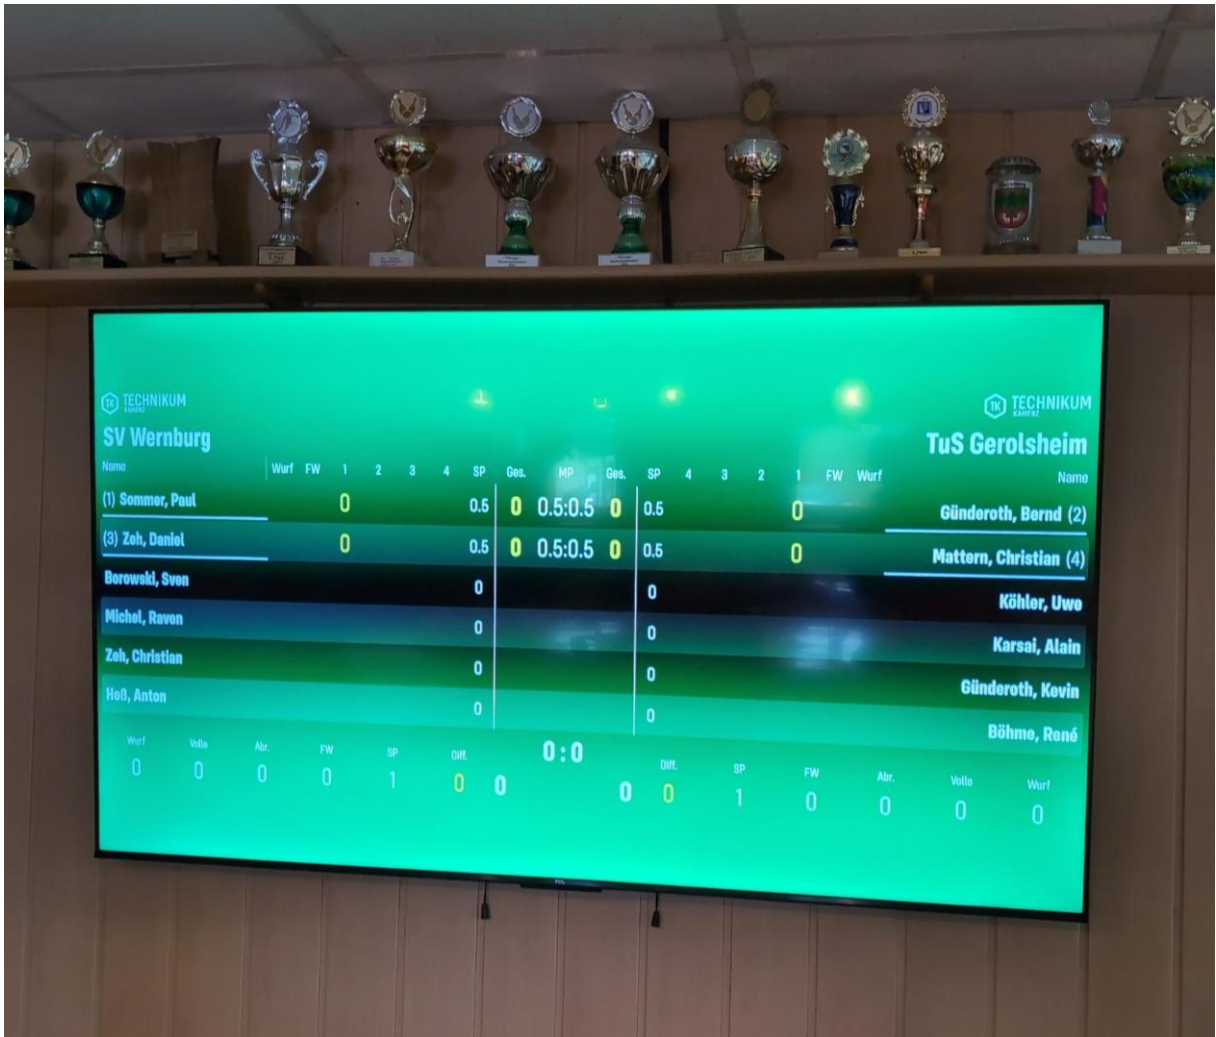 TK TECHNIKUM
KAMENZ
TK TECHNIKUM
KAMENZ
SV Wernburg
TuS Gerolsheim
Name Wurf FW 1 2 3 4 SP Ges. MP Ges. SP 4 3 2 1 FW Wurf Name
(1) Sommer, Paul 0 0.5 0 0.5:0.5 0 0.5 0 Günderoth, Bernd (2)
(3) Zeh, Daniel 0 0.5 0 0.5:0.5 0 0.5 0 Mattern, Christian (4)
Borowski, Sven 0 0 Köhler, Uwe
Michel, Raven 0 0 Karsai, Alain
Zeh, Christian 0 0 Günderoth, Kevin
Heß, Anton 0 0 Böhme, René
Wurf Volle Abr. FW SP Diff. 0:0 Diff. SP FW Abr. Volle Wurf
0 0 0 0 1 0 0 0 0 1 0 0 0 0
TCL